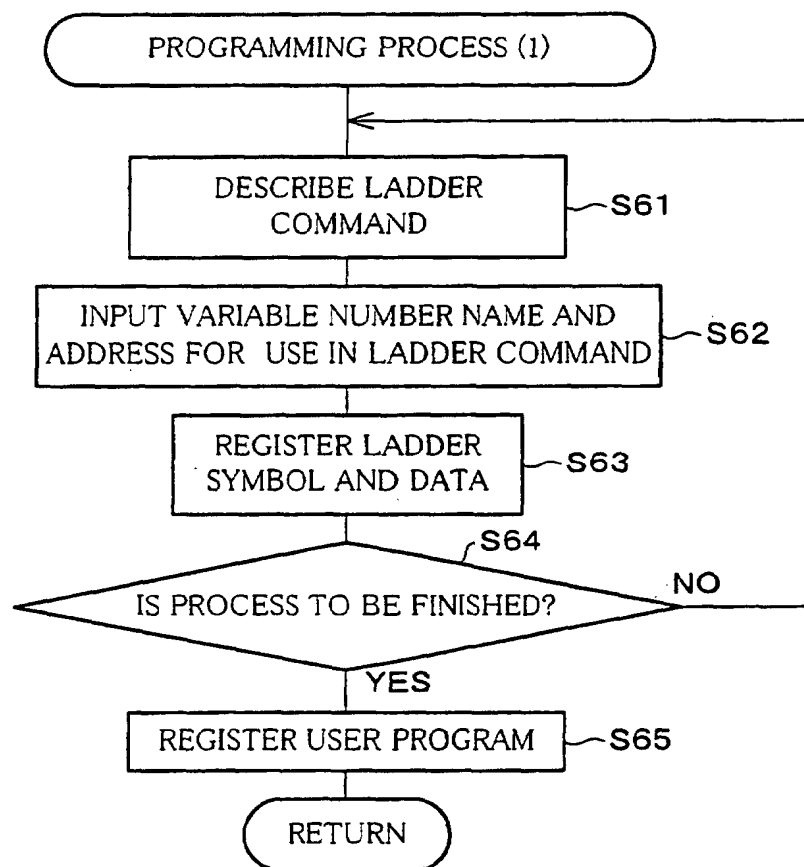 PROGRAMMING PROCESS (1)
DESCRIBE LADDER
COMMAND
S61
INPUT VARIABLE NUMBER NAME AND
ADDRESS FOR USE IN LADDER COMMAND
S62
REGISTER LADDER
SYMBOL AND DATA
S63
S64
IS PROCESS TO BE FINISHED?
NO
YES
REGISTER USER PROGRAM
S65
RETURN